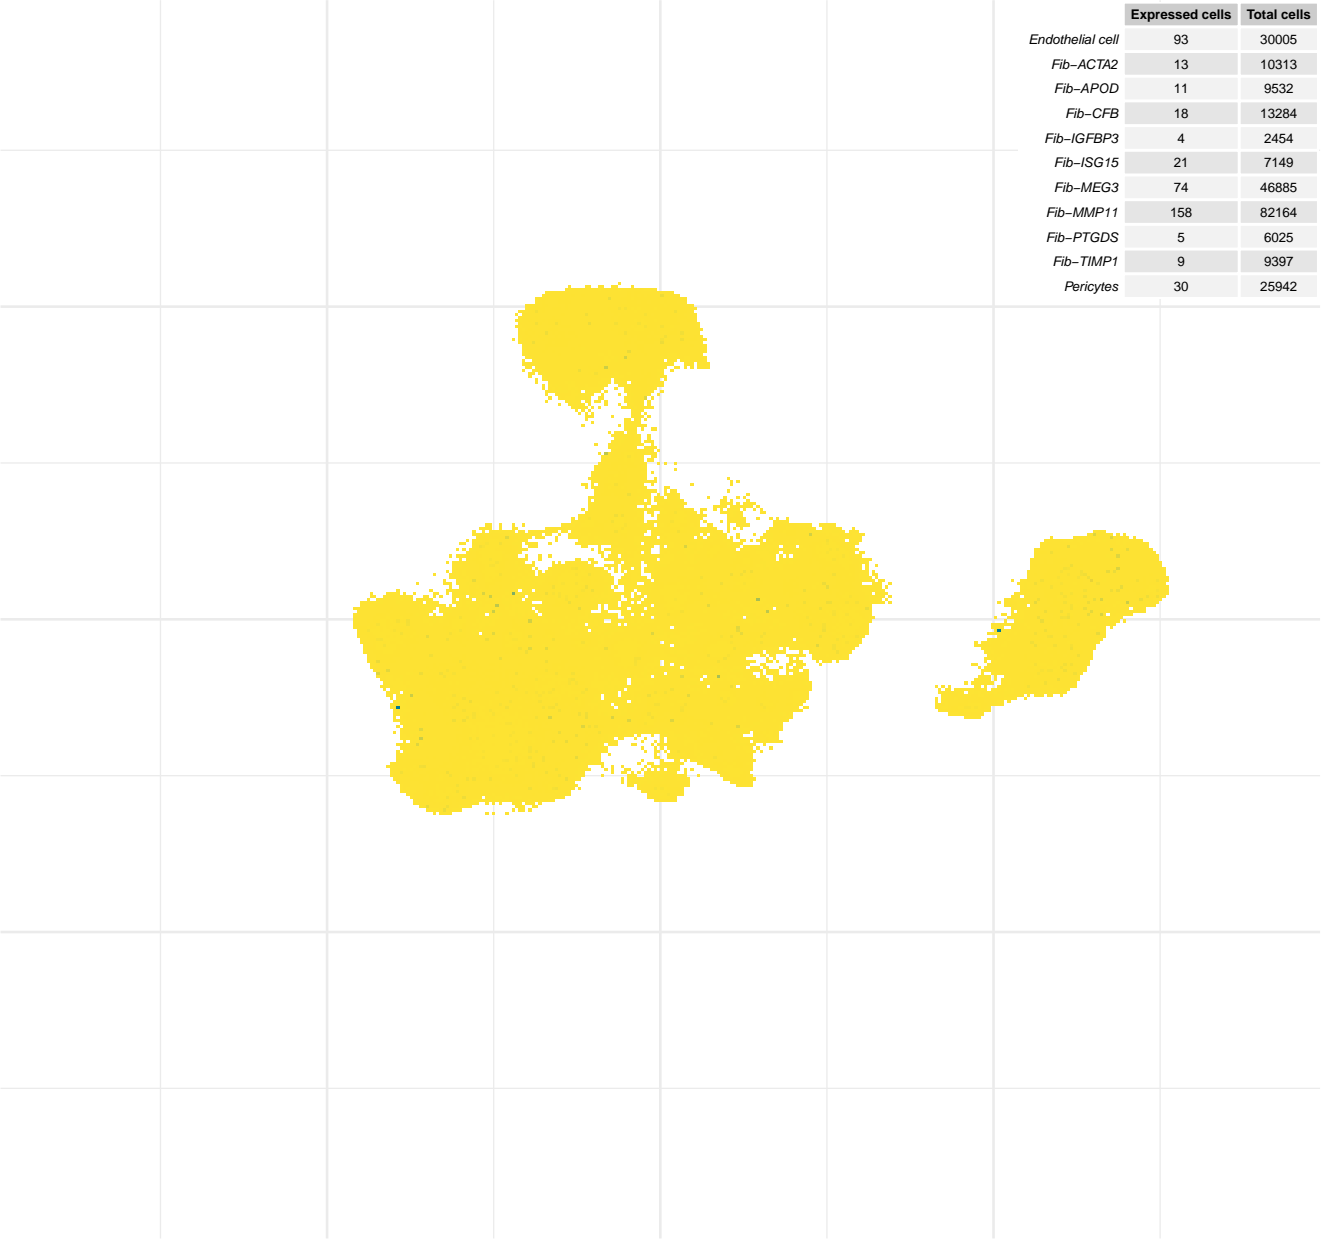 Expressed cells Total cells
Endothelial cell 93 30005
Fib−ACTA2 13 10313
Fib−APOD 11 9532
Fib−CFB 18 13284
Fib−IGFBP3 4 2454
Fib−ISG15 21 7149
Fib−MEG3 74 46885
Fib−MMP11 158 82164
Fib−PTGDS 5 6025
Fib−TIMP1 9 9397
Pericytes 30 25942